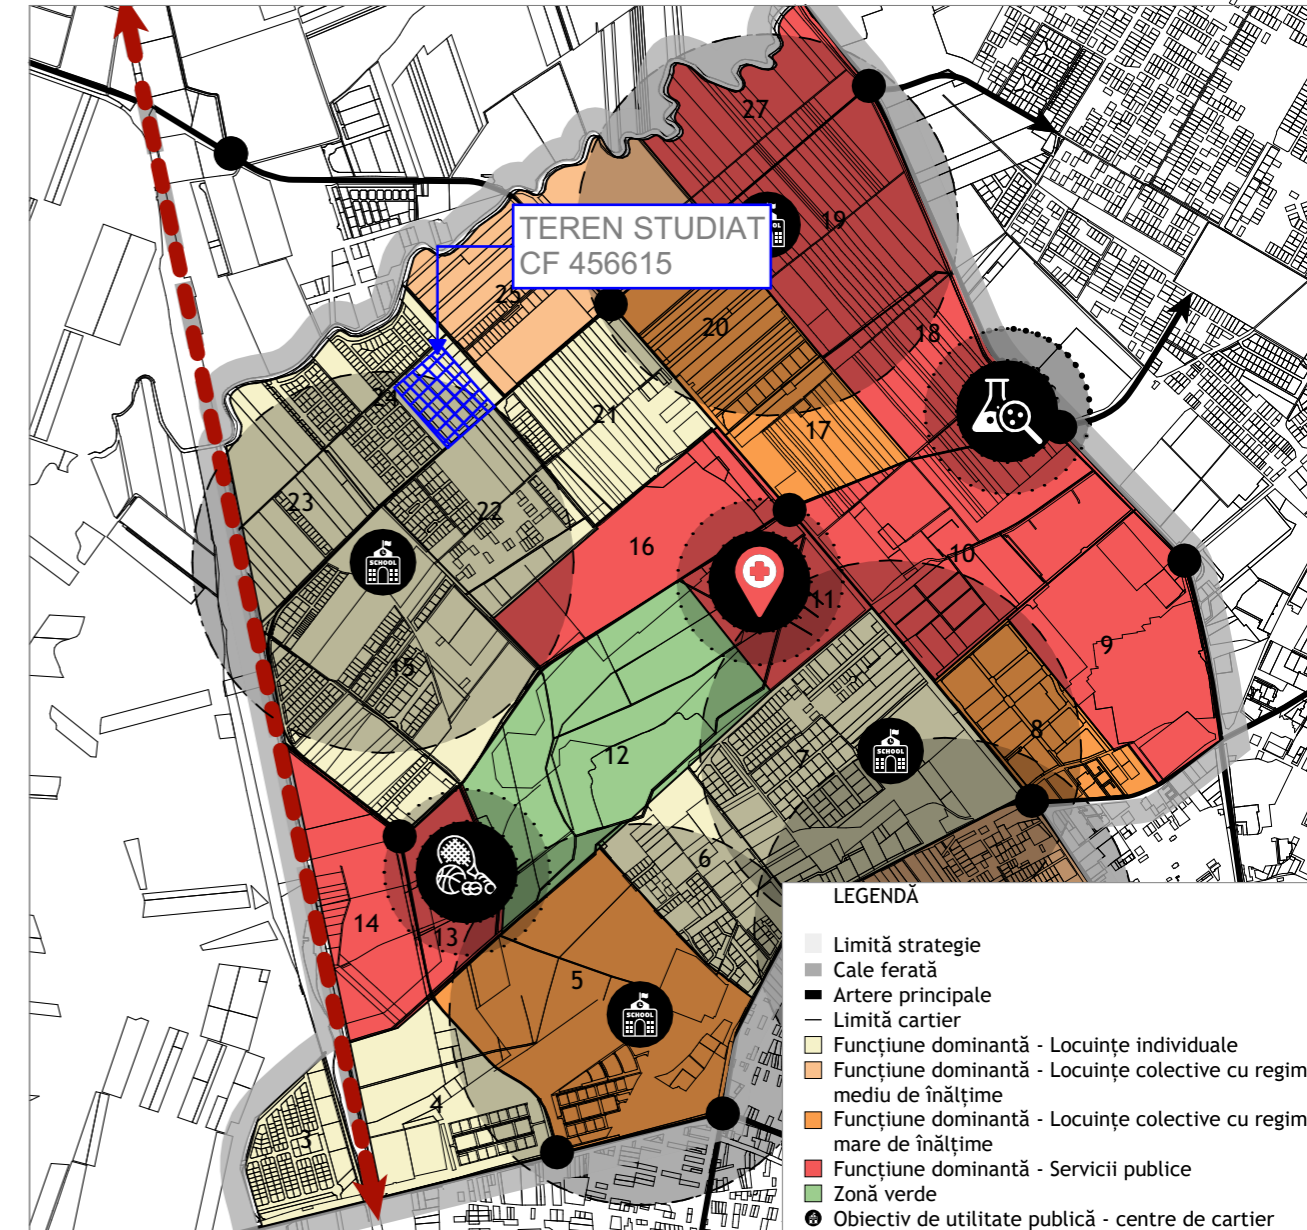 27
19
TEREN STUDIAT
CF 456615
25
20
18
17
21
24
23
22
16
10
11
SCHOOL
15
9
12
7
SCHOOL
8
6
14
13
5
SCHOOL
4
3
LEGENDĂ
Limită strategie
Cale ferată
Artere principale
Limită cartier
Funcțiune dominantă - Locuințe individuale
Funcțiune dominantă - Locuințe colective cu regim
mediu de înălțime
Funcțiune dominantă - Locuințe colective cu regim
mare de înălțime
Funcțiune dominantă - Servicii publice
Zonă verde
Obiectiv de utilitate publică - centre de cartier